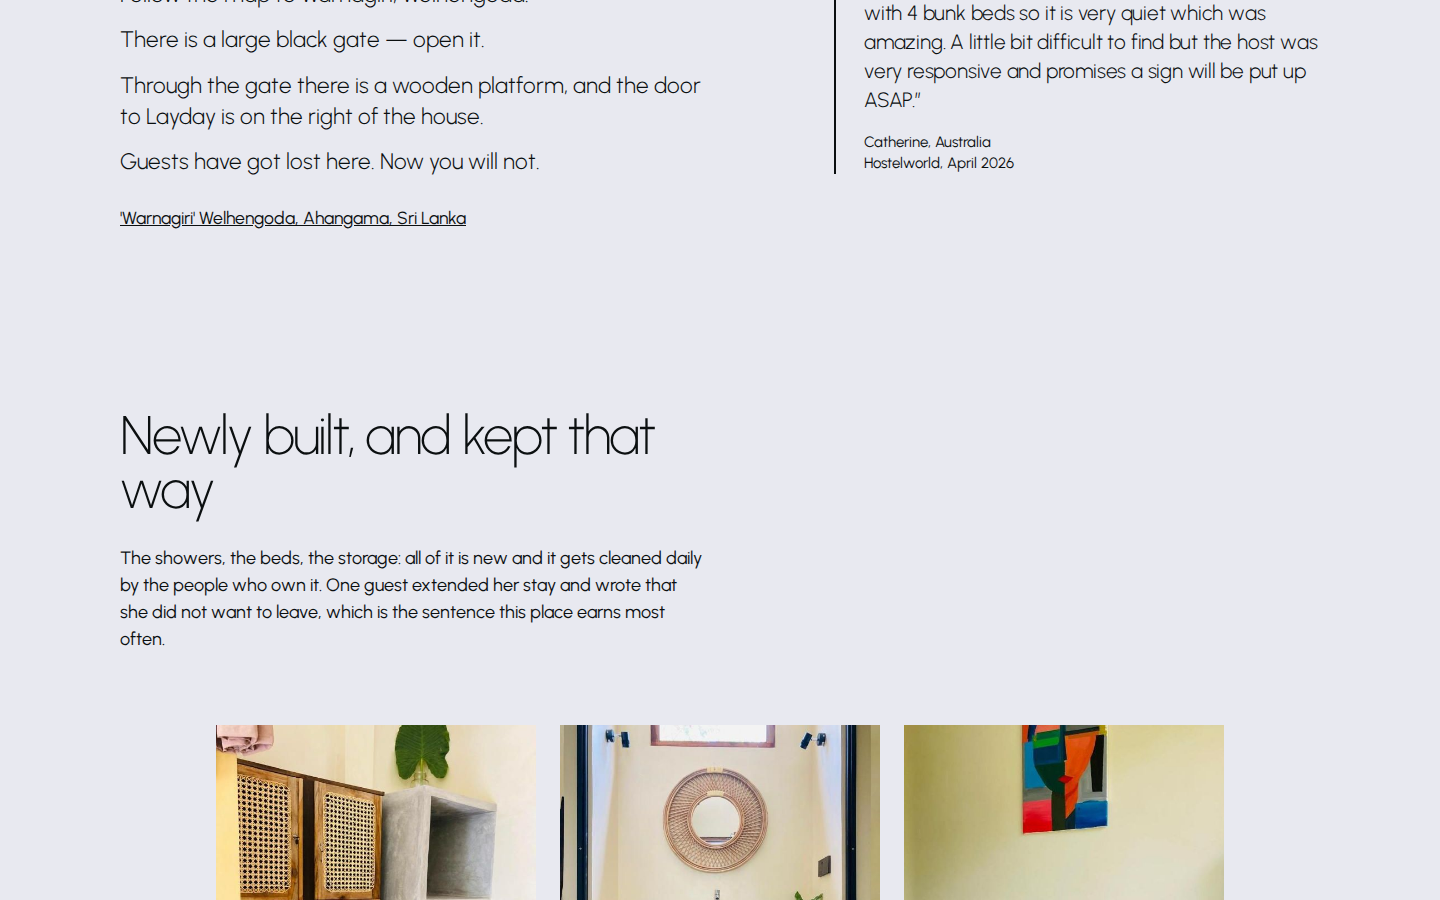 There is a large black gate — open it.
Through the gate there is a wooden platform, and the door
to Layday is on the right of the house.
Guests have got lost here. Now you will not.
'Warnagiri' Welhengoda, Ahangama, Sri Lanka
with 4 bunk beds so it is very quiet which was
amazing. A little bit difficult to find but the host was
very responsive and promises a sign will be put up
ASAP.”
Catherine, Australia
Hostelworld, April 2026
Newly built, and kept that
way
The showers, the beds, the storage: all of it is new and it gets cleaned daily
by the people who own it. One guest extended her stay and wrote that
she did not want to leave, which is the sentence this place earns most
often.